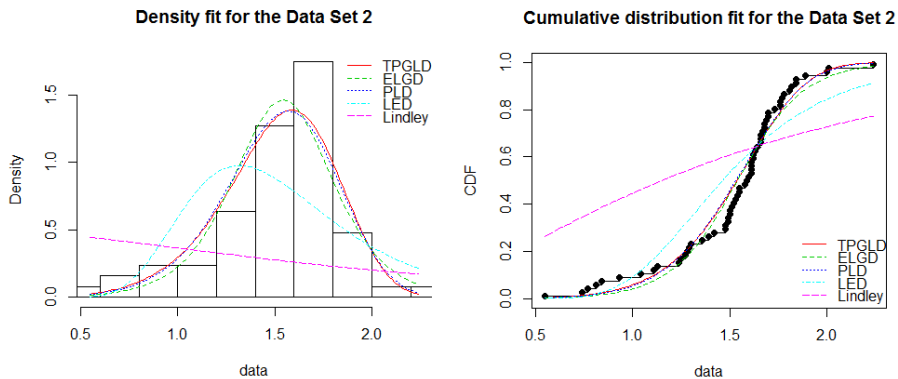 Density fit for the Data Set 2
Density
0.0
0.5
1.0
1.5
0.5
1.0
1.5
2.0
data
TPGLD
ELGD
PLD
LED
Lindley
Cumulative distribution fit for the Data Set 2
CDF
0.0
0.2
0.4
0.6
0.8
1.0
0.5
1.0
1.5
2.0
data
TPGLD
ELGD
PLD
LED
Lindley